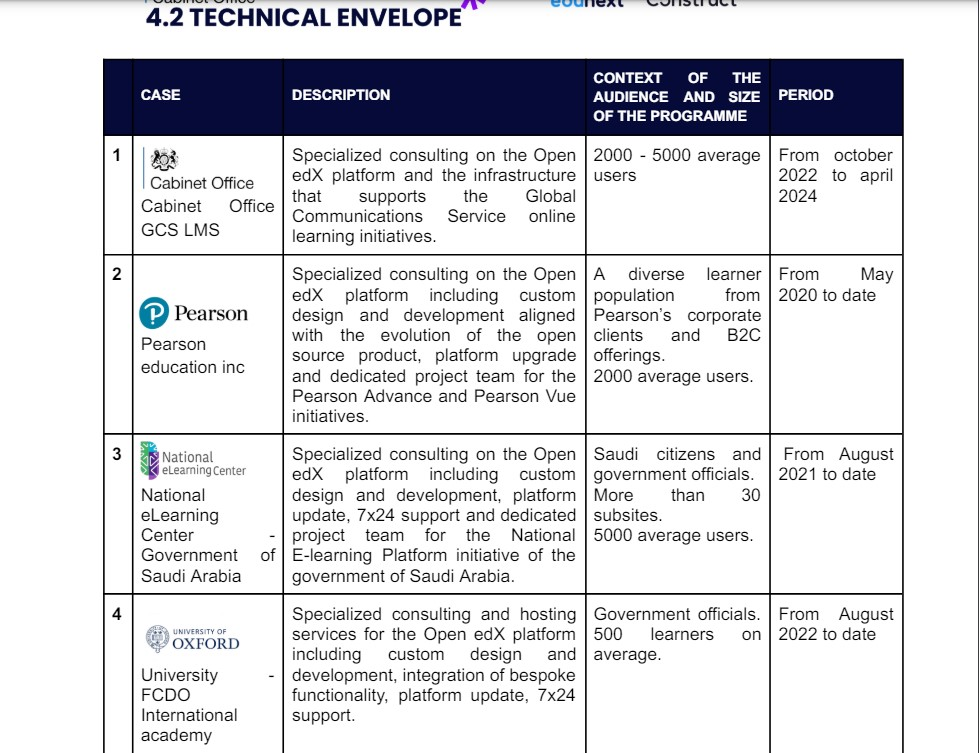 Cabinet Office
ednext Construct
4.2 TECHNICAL ENVELOPE
CASE
DESCRIPTION
CONTEXT OF THE
AUDIENCE AND SIZE
OF THE PROGRAMME
PERIOD
1
Cabinet Office
Cabinet Office
GCS LMS
Specialized consulting on the Open
edX platform and the infrastructure
that supports the Global
Communications Service online
learning initiatives.
2000 - 5000 average
users
From october
2022 to april
2024
2
Pearson
Pearson
education inc
Specialized consulting on the Open
edX platform including custom
design and development aligned
with the evolution of the open
source product, platform upgrade
and dedicated project team for the
Pearson Advance and Pearson Vue
initiatives.
A diverse learner
population from
Pearson’s corporate
clients and B2C
offerings.
2000 average users.
From May
2020 to date
3
National
eLearning Center
National
eLearning
Center -
Government of
Saudi Arabia
Specialized consulting on the Open
edX platform including custom
design and development, platform
update, 7x24 support and dedicated
project team for the National
E-learning Platform initiative of the
government of Saudi Arabia.
Saudi citizens and
government officials.
More than 30
subsites.
5000 average users.
From August
2021 to date
4
UNIVERSITY OF
OXFORD
University -
FCDO
International
academy
Specialized consulting and hosting
services for the Open edX platform
including custom design and
development, integration of bespoke
functionality, platform update, 7x24
support.
Government officials.
500 learners on
average.
From August
2022 to date